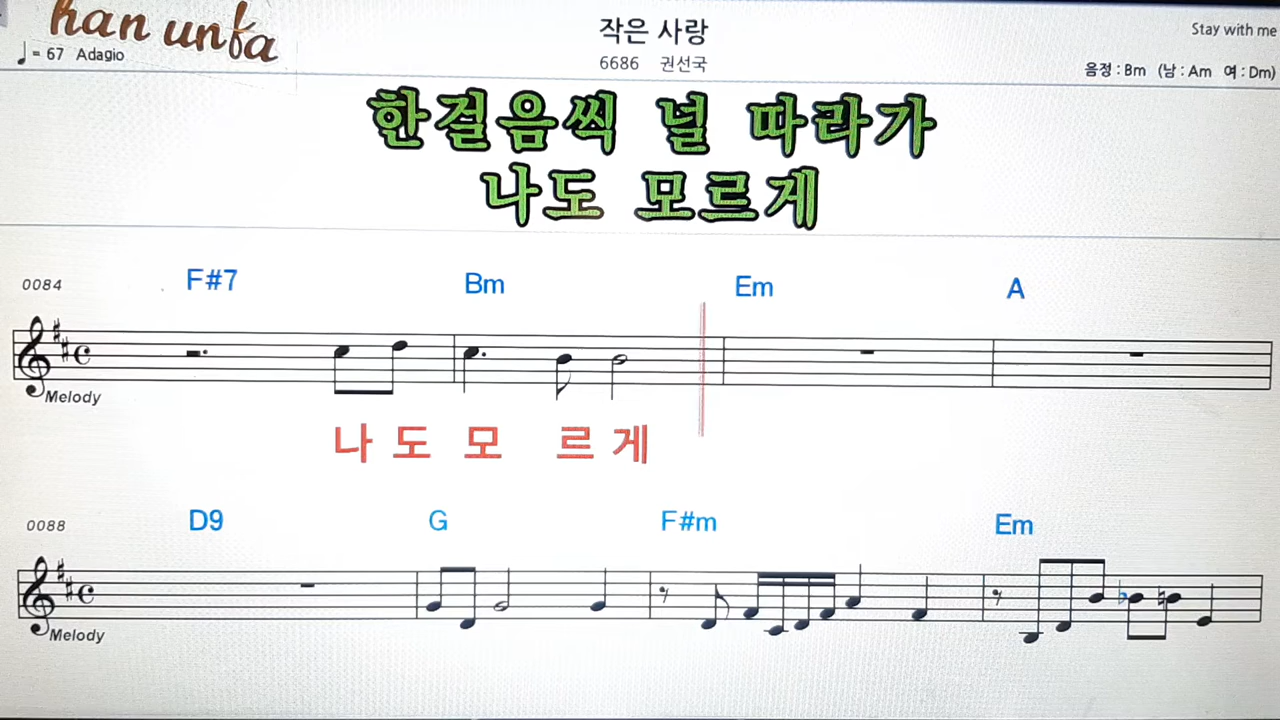 han unfa
작은 사랑
Stay with me
♩= 67 Adagio
6686 권선국
음정 : Bm (남 : Am 여 : Dm)
한걸음씩 널 따라가
나도 모르게
0084 F#7 Bm Em A
Melody
나 도 모 르 게
0088 D9 G F#m Em
Melody